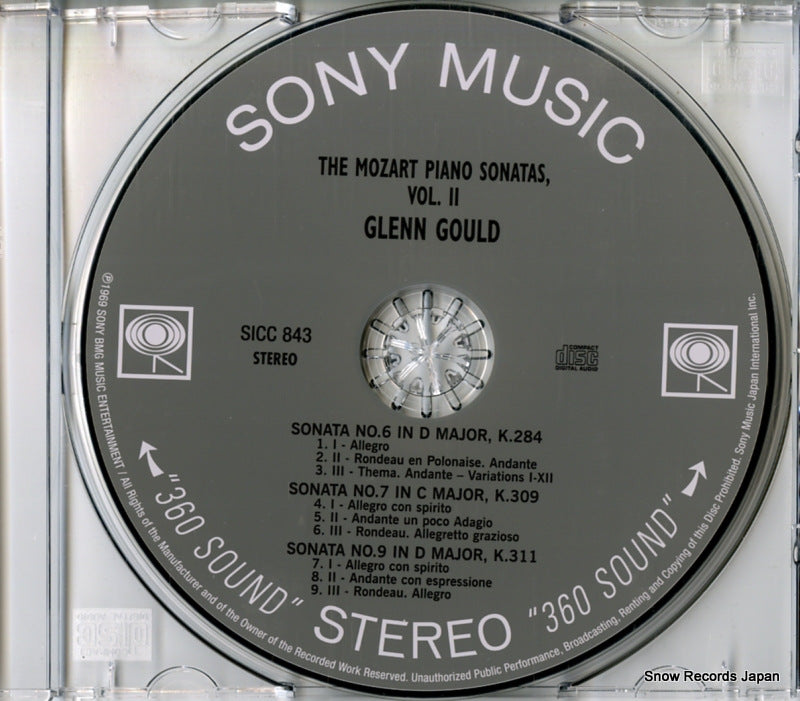 SONY MUSIC
THE MOZART PIANO SONATAS,
VOL. II
GLENN GOULD
SICC 843
STEREO
COMPACT
disc
DIGITAL AUDIO
SONATA NO.6 IN D MAJOR, K.284
1. I - Allegro
2. II - Rondeau en Polonaise. Andante
3. III - Thema. Andante – Variations I-XII
SONATA NO.7 IN C MAJOR, K.309
4. I - Allegro con spirito
5. II - Andante un poco Adagio
6. III - Rondeau. Allegretto grazioso
SONATA NO.9 IN D MAJOR, K.311
7. I - Allegro con spirito
8. II - Andante con espressione
9. III - Rondeau. Allegro
"360 SOUND" STEREO "360 SOUND"
℗1969 SONY BMG MUSIC ENTERTAINMENT / All Rights of the Manufacturer and of the Owner of the Recorded Work Reserved. Unauthorized Public Performance, Broadcasting, Renting and Copying of this Disc Prohibited. Sony Music Japan International Inc.
COMPACT
disc
DIGITAL AUDIO
Snow Records Japan